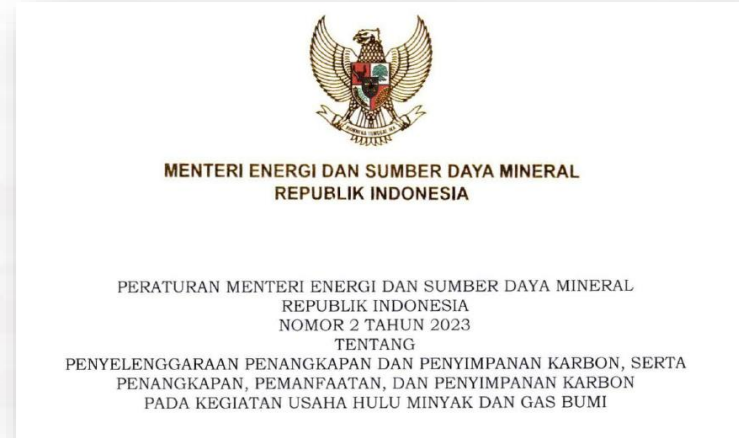 MENTERI ENERGI DAN SUMBER DAYA MINERAL
REPUBLIK INDONESIA
PERATURAN MENTERI ENERGI DAN SUMBER DAYA MINERAL
REPUBLIK INDONESIA
NOMOR 2 TAHUN 2023
TENTANG
PENYELENGGARAAN PENANGKAPAN DAN PENYIMPANAN KARBON, SERTA
PENANGKAPAN, PEMANFAATAN, DAN PENYIMPANAN KARBON
PADA KEGIATAN USAHA HULU MINYAK DAN GAS BUMI